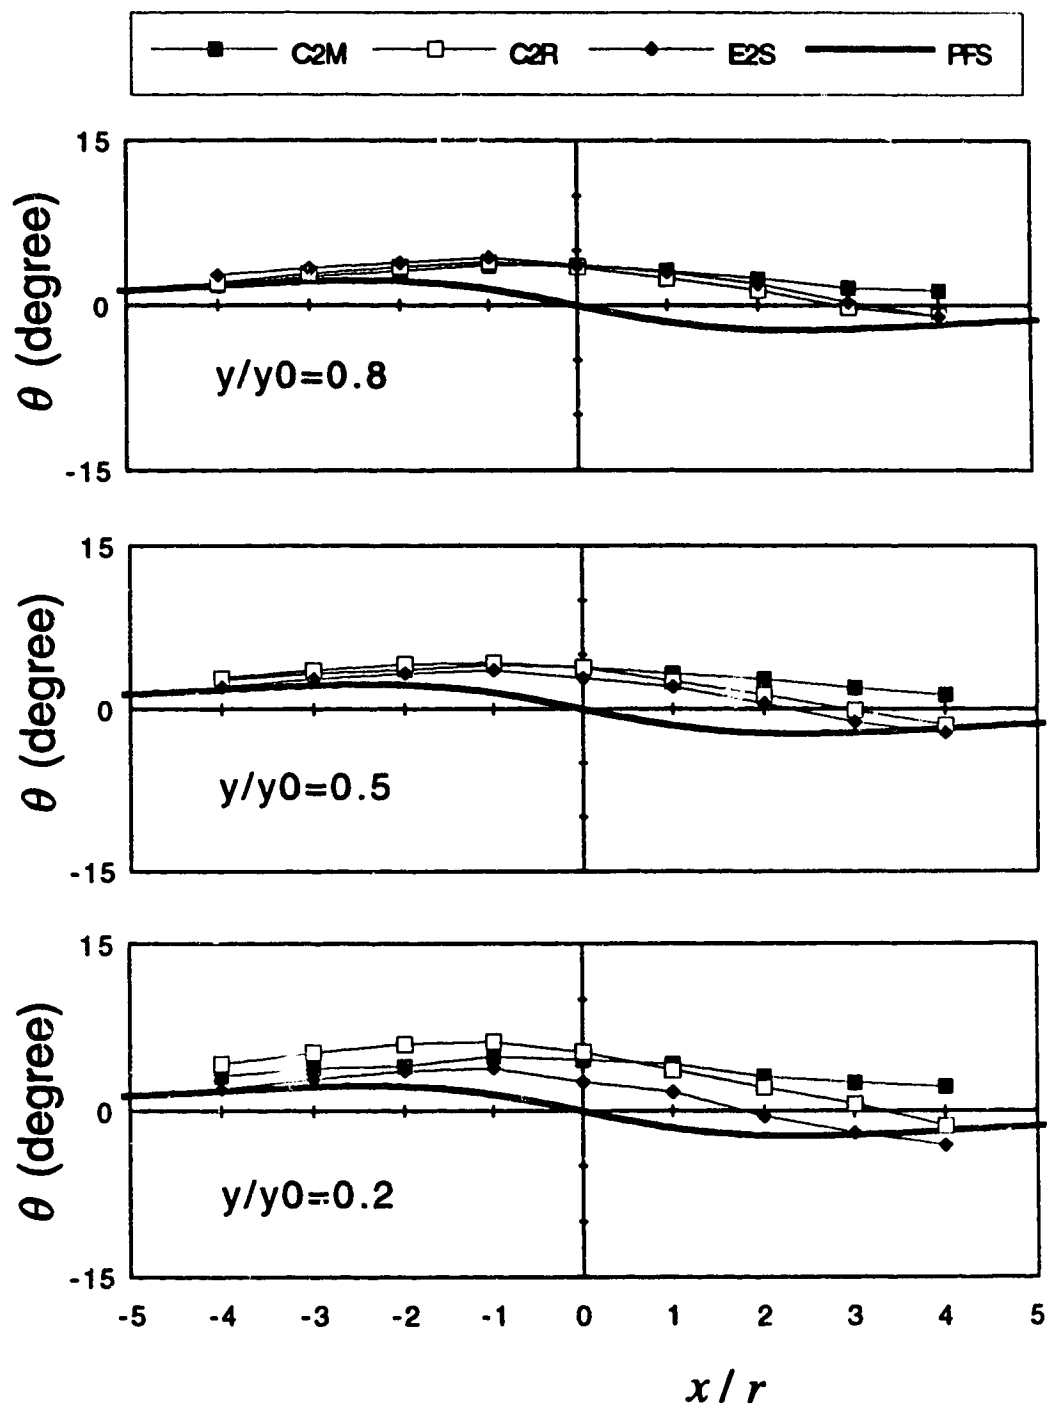 C2M C2R E2S PFS
15
θ (degree)
0
y/y0=0.8
-15
15
θ (degree)
0
y/y0=0.5
-15
15
θ (degree)
0
y/y0=0.2
-15
-5 -4 -3 -2 -1 0 1 2 3 4 5
x / r